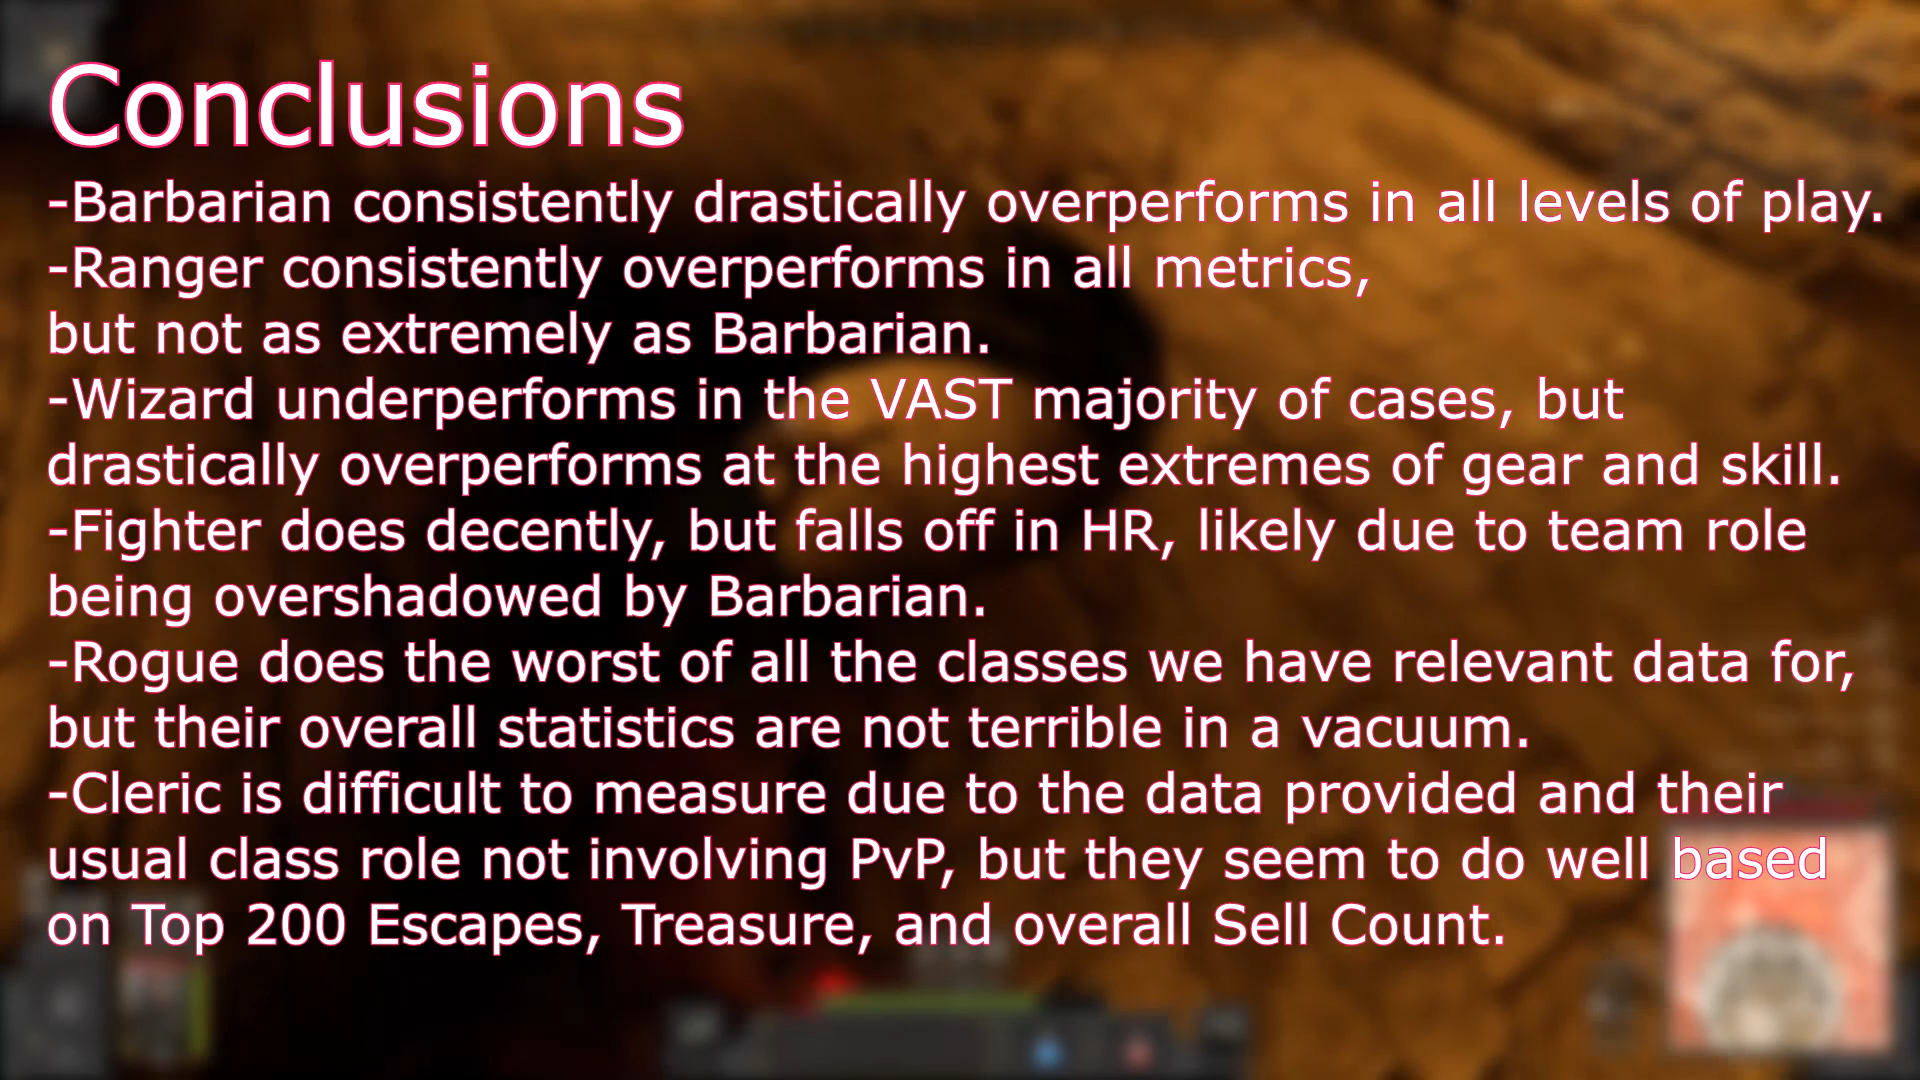 Conclusions
-Barbarian consistently drastically overperforms in all levels of play.
-Ranger consistently overperforms in all metrics,
but not as extremely as Barbarian.
-Wizard underperforms in the VAST majority of cases, but
drastically overperforms at the highest extremes of gear and skill.
-Fighter does decently, but falls off in HR, likely due to team role
being overshadowed by Barbarian.
-Rogue does the worst of all the classes we have relevant data for,
but their overall statistics are not terrible in a vacuum.
-Cleric is difficult to measure due to the data provided and their
usual class role not involving PvP, but they seem to do well based
on Top 200 Escapes, Treasure, and overall Sell Count.